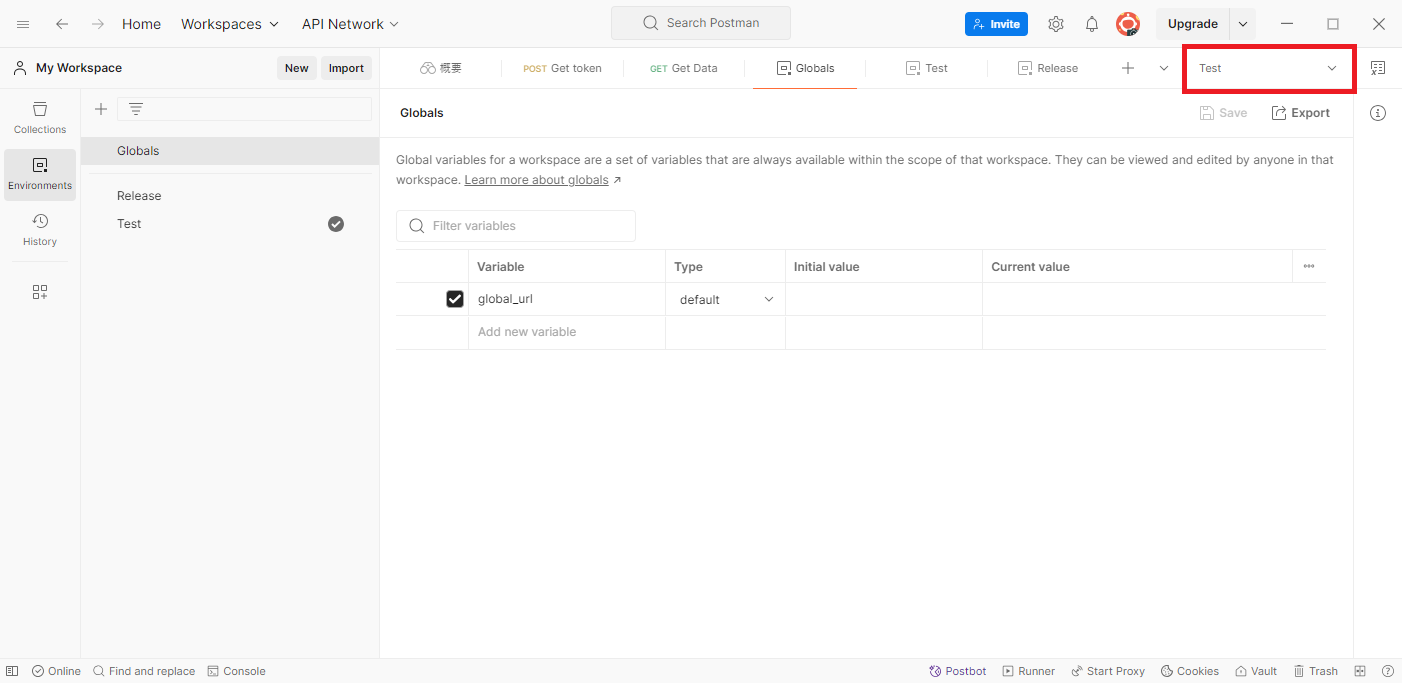 Home Workspaces API Network Search Postman Invite Upgrade
My Workspace New Import 概要 POST Get token GET Get Data Globals Test Release Test
Collections
Environments
History
Globals
Release
Test
Globals Save Export
Global variables for a workspace are a set of variables that are always available within the scope of that workspace. They can be viewed and edited by anyone in that
workspace. Learn more about globals ↗
Filter variables
Variable Type Initial value Current value
global_url default
Add new variable
Online Find and replace Console Postbot Runner Start Proxy Cookies Vault Trash